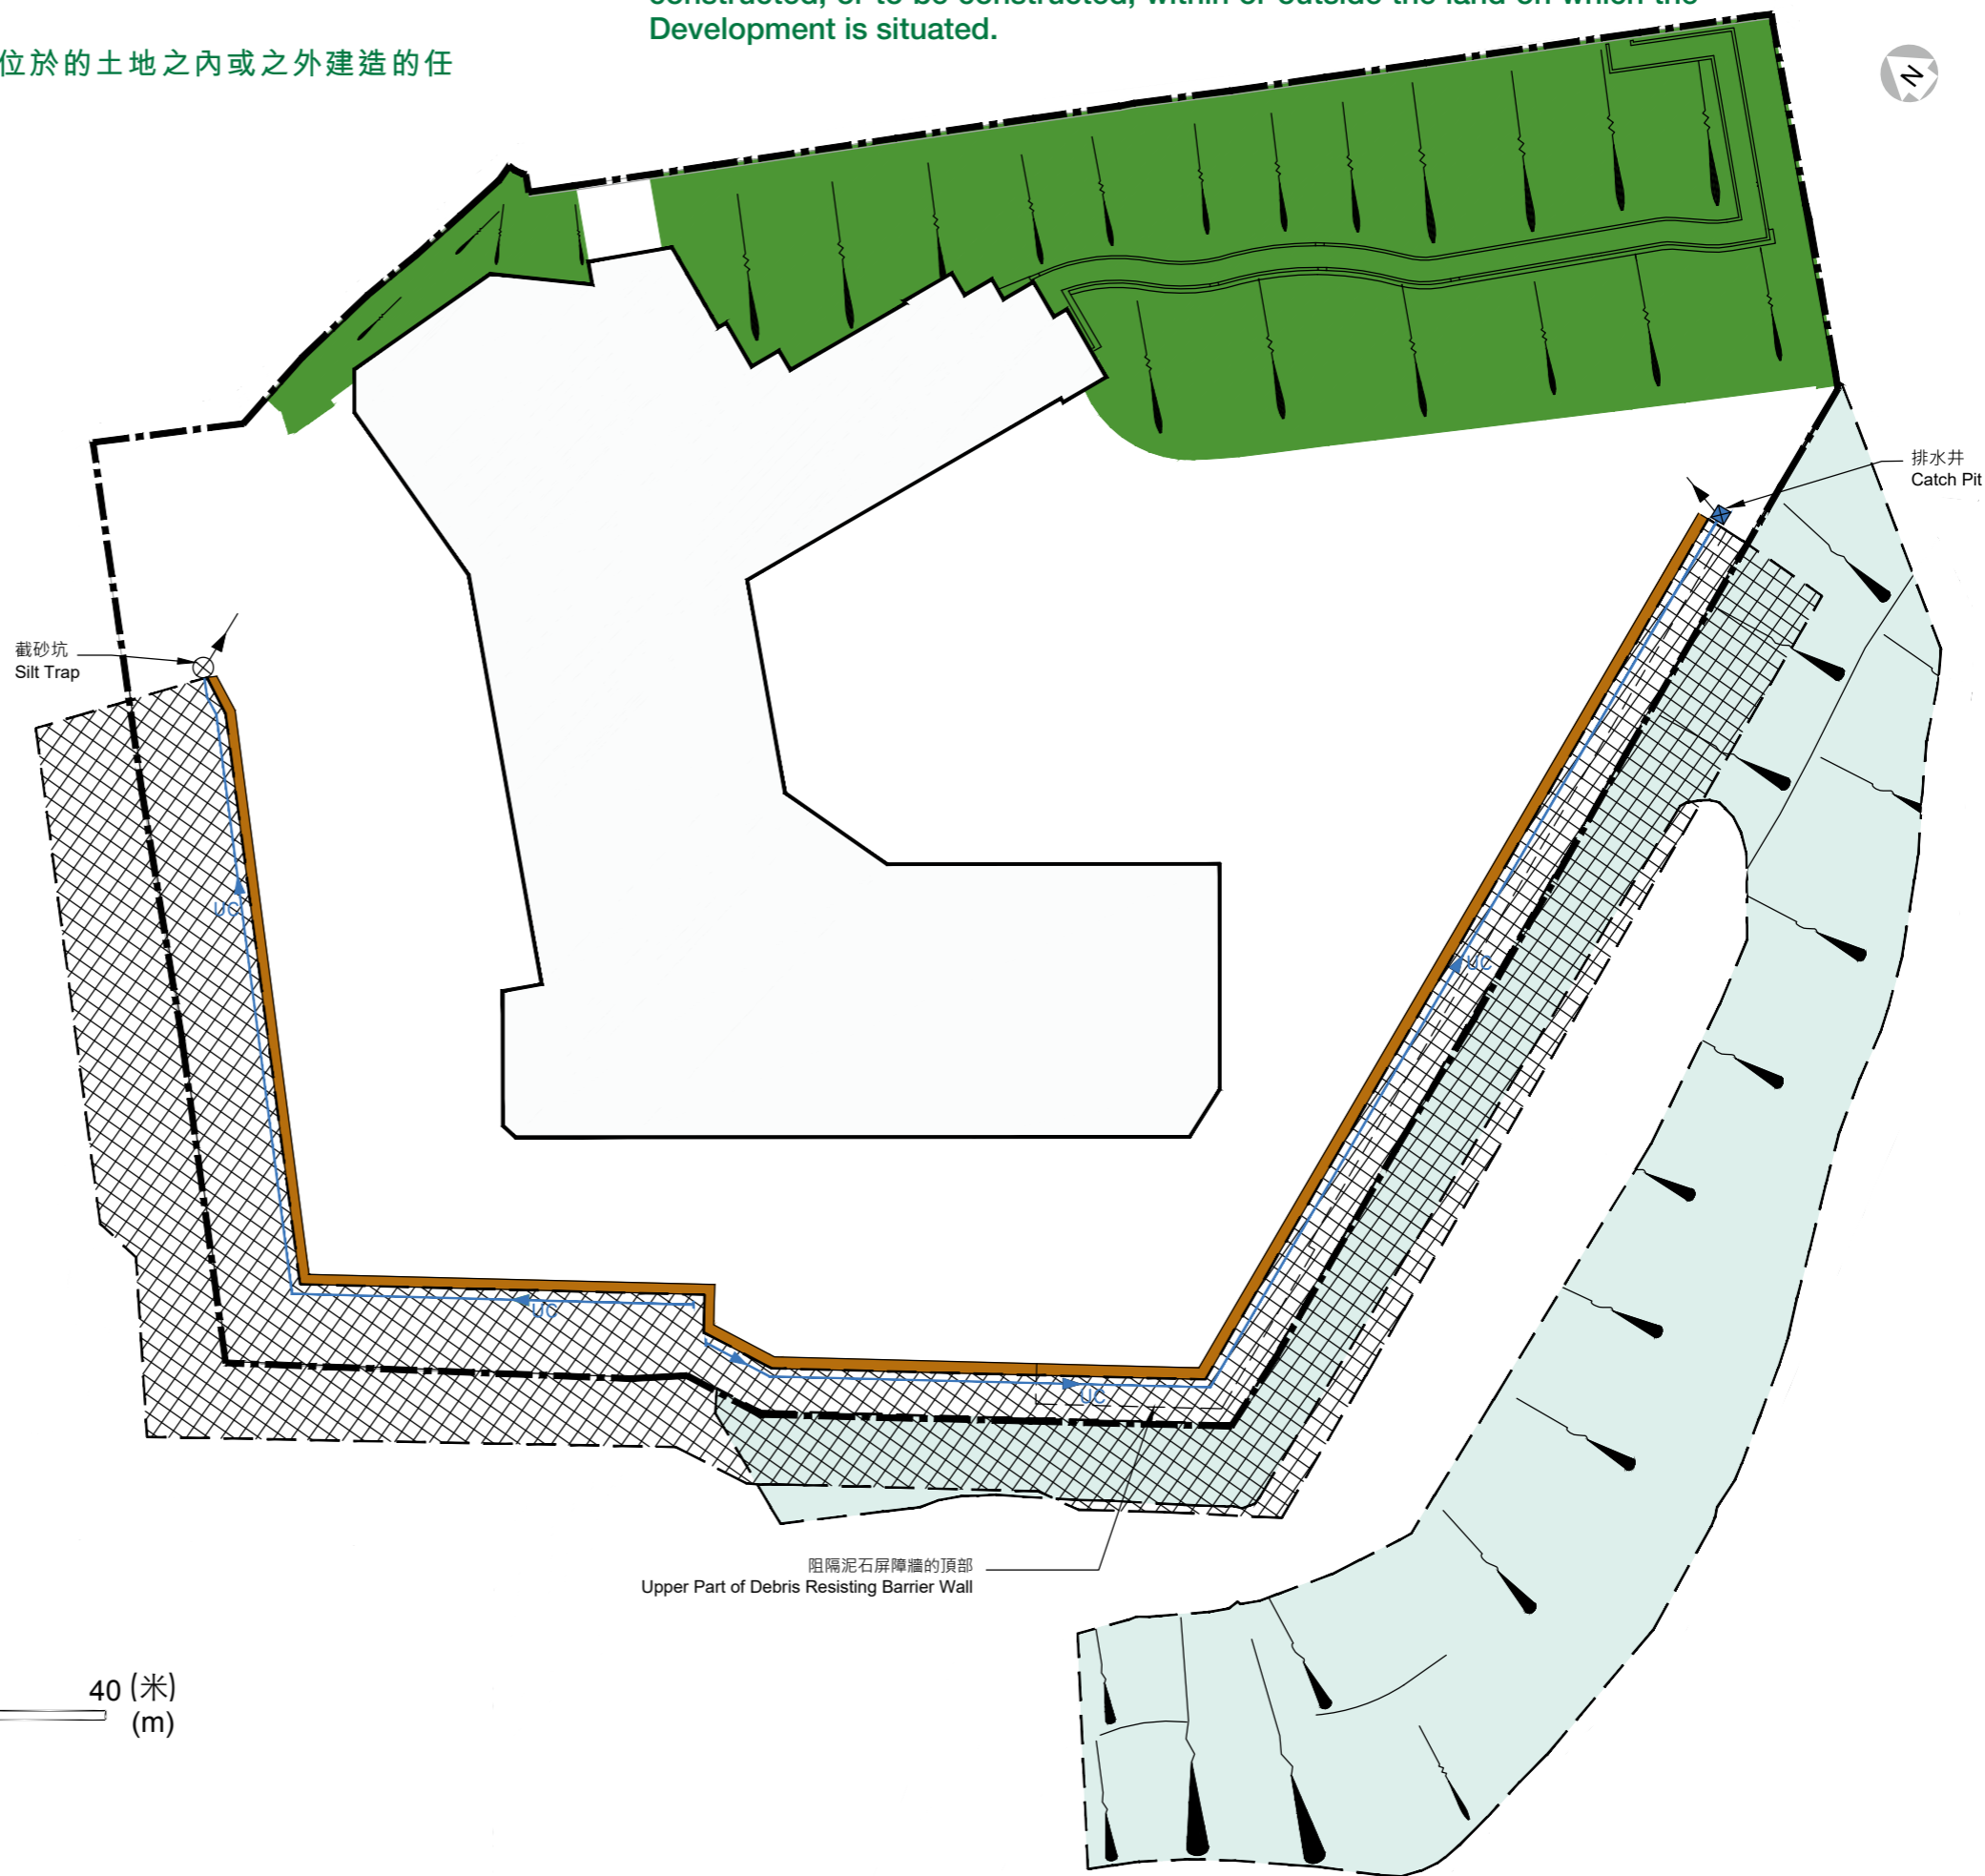 Development is situated.
位於的土地之內或之外建造的任
N
排水井
Catch Pit
截砂坑
Silt Trap
UC
UC
UC
UC
阻隔泥石屏障牆的頂部
Upper Part of Debris Resisting Barrier Wall
40 (米)
(m)